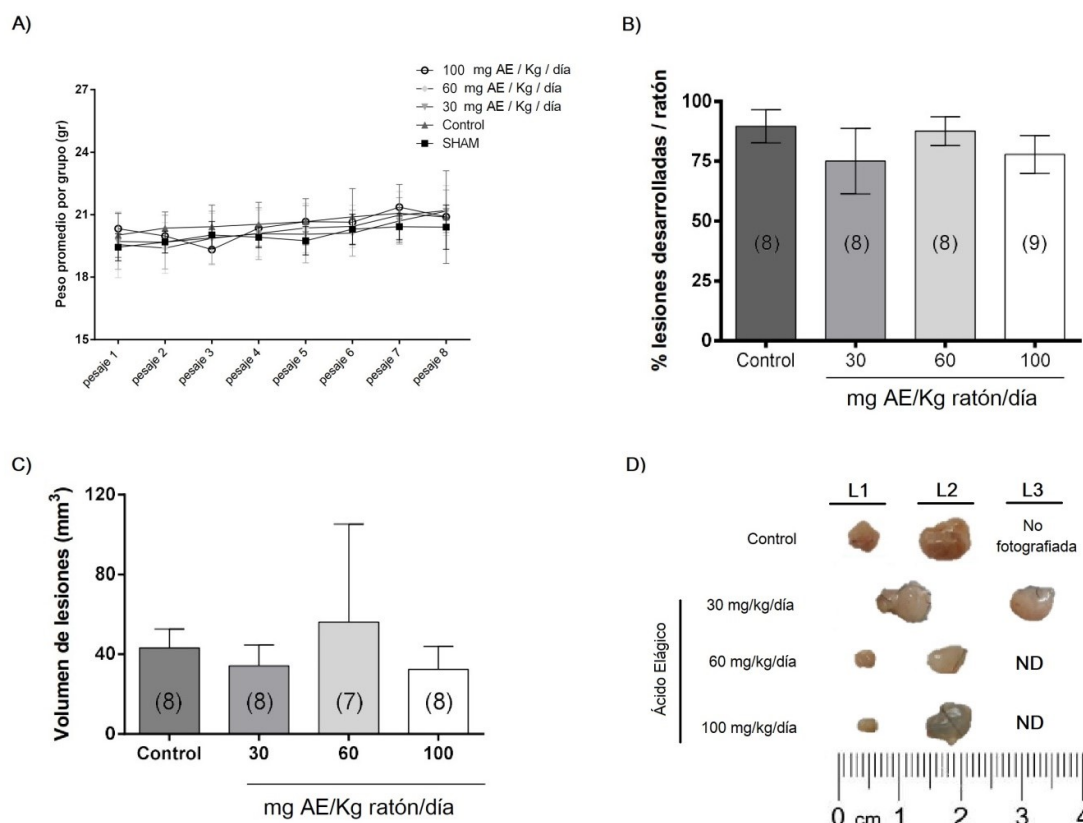 A)
100 mg AE / Kg / día
60 mg AE / Kg / día
30 mg AE / Kg / día
Control
SHAM
Peso promedio por grupo (gr)
27
24
21
18
15
pesaje 1
pesaje 2
pesaje 3
pesaje 4
pesaje 5
pesaje 6
pesaje 7
pesaje 8
B)
% lesiones desarrolladas / ratón
100
75
50
25
0
(8)
(8)
(8)
(9)
Control
30
60
100
mg AE/Kg ratón/día
C)
Volumen de lesiones (mm³)
120
80
40
0
(8)
(8)
(7)
(8)
Control
30
60
100
mg AE/Kg ratón/día
D)
L1 L2 L3
Control
No
fotografiada
Ácido Elágico
30 mg/kg/día
60 mg/kg/día
ND
100 mg/kg/día
ND
0 cm 1 2 3 4